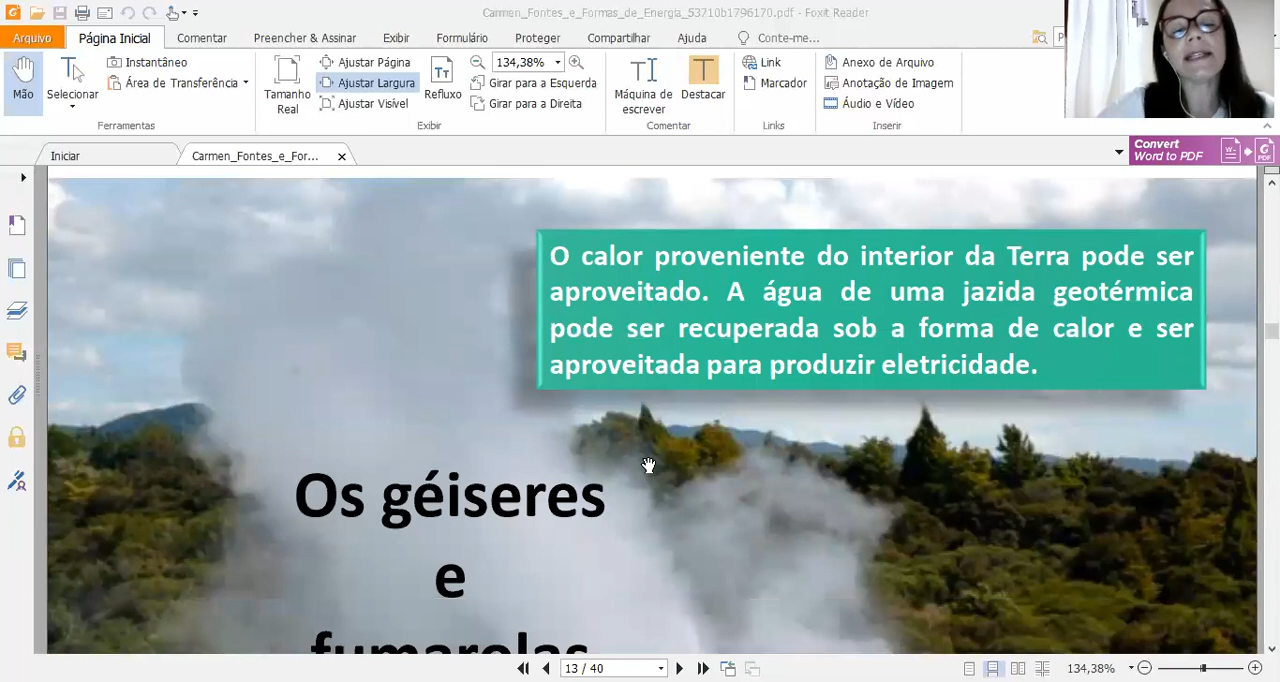 Carmen_Fontes_e_Formas_de_Energia_53710b1796170.pdf - Foxit Reader
Arquivo Página Inicial Comentar Preencher & Assinar Exibir Formulário Proteger Compartilhar Ajuda Conte-me...
Mão
Selecionar
Instantâneo
Área de Transferência
Ferramentas
Tamanho Real
Ajustar Página
Ajustar Largura
Ajustar Visível
Refluxo
134,38%
Girar para a Esquerda
Girar para a Direita
Exibir
Máquina de escrever
Destacar
Comentar
Link
Marcador
Links
Anexo de Arquivo
Anotação de Imagem
Áudio e Vídeo
Inserir
Iniciar
Carmen_Fontes_e_For...
Convert
Word to PDF
O calor proveniente do interior da Terra pode ser
aproveitado. A água de uma jazida geotérmica
pode ser recuperada sob a forma de calor e ser
aproveitada para produzir eletricidade.
Os géiseres
e
fumarolas
13 / 40
134,38%